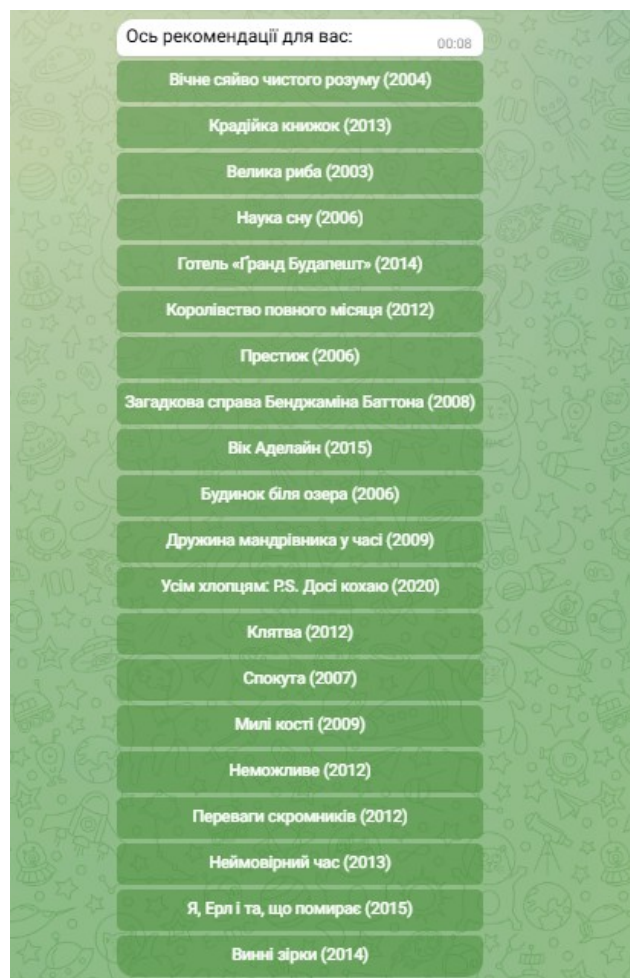 Ось рекомендації для вас:
00:08
Вічне сяйво чистого розуму (2004)
Крадійка книжок (2013)
Велика риба (2003)
Наука сну (2006)
Готель «Ґранд Будапешт» (2014)
Королівство повного місяця (2012)
Престиж (2006)
Загадкова справа Бенджаміна Баттона (2008)
Вік Аделайн (2015)
Будинок біля озера (2006)
Дружина мандрівника у часі (2009)
Усім хлопцям: P.S. Досі кохаю (2020)
Клятва (2012)
Спокута (2007)
Милі кості (2009)
Неможливе (2012)
Переваги скромників (2012)
Неймовірний час (2013)
Я, Ерл і та, що помирає (2015)
Винні зірки (2014)